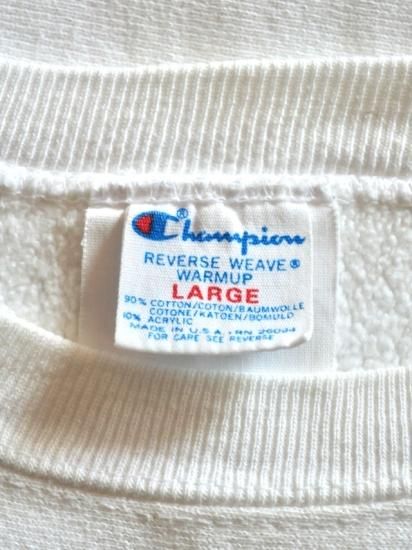 Champion®
REVERSE WEAVE®
WARMUP
LARGE
90% COTTON/COTON/BAUMWOLLE
COTONE/KATOEN/BOMULD
10% ACRYLIC
MADE IN U.S.A. RN 26094
FOR CARE SEE REVERSE